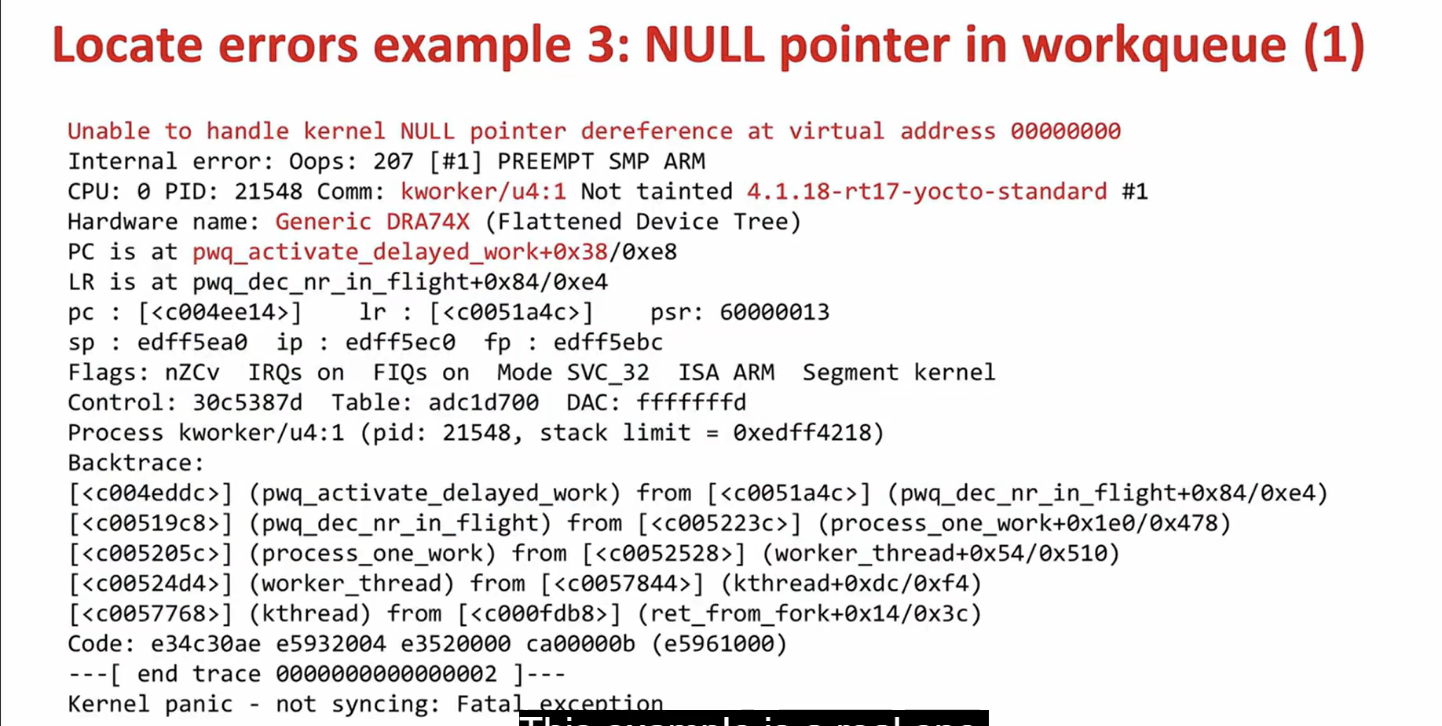 Locate errors example 3: NULL pointer in workqueue (1)
Unable to handle kernel NULL pointer dereference at virtual address 00000000
Internal error: Oops: 207 [#1] PREEMPT SMP ARM
CPU: 0 PID: 21548 Comm: kworker/u4:1 Not tainted 4.1.18-rt17-yocto-standard #1
Hardware name: Generic DRA74X (Flattened Device Tree)
PC is at pwq_activate_delayed_work+0x38/0xe8
LR is at pwq_dec_nr_in_flight+0x84/0xe4
pc : [<c004ee14>]    lr : [<c0051a4c>]    psr: 60000013
sp : edff5ea0  ip : edff5ec0  fp : edff5ebc
Flags: nZCv  IRQs on  FIQs on  Mode SVC_32  ISA ARM  Segment kernel
Control: 30c5387d  Table: adc1d700  DAC: fffffffd
Process kworker/u4:1 (pid: 21548, stack limit = 0xedff4218)
Backtrace:
[<c004eddc>] (pwq_activate_delayed_work) from [<c0051a4c>] (pwq_dec_nr_in_flight+0x84/0xe4)
[<c00519c8>] (pwq_dec_nr_in_flight) from [<c005223c>] (process_one_work+0x1e0/0x478)
[<c005205c>] (process_one_work) from [<c0052528>] (worker_thread+0x54/0x510)
[<c00524d4>] (worker_thread) from [<c0057844>] (kthread+0xdc/0xf4)
[<c0057768>] (kthread) from [<c000fdb8>] (ret_from_fork+0x14/0x3c)
Code: e34c30ae e5932004 e3520000 ca00000b (e5961000)
---[ end trace 0000000000000002 ]---
Kernel panic - not syncing: Fatal exception
This example is a real one